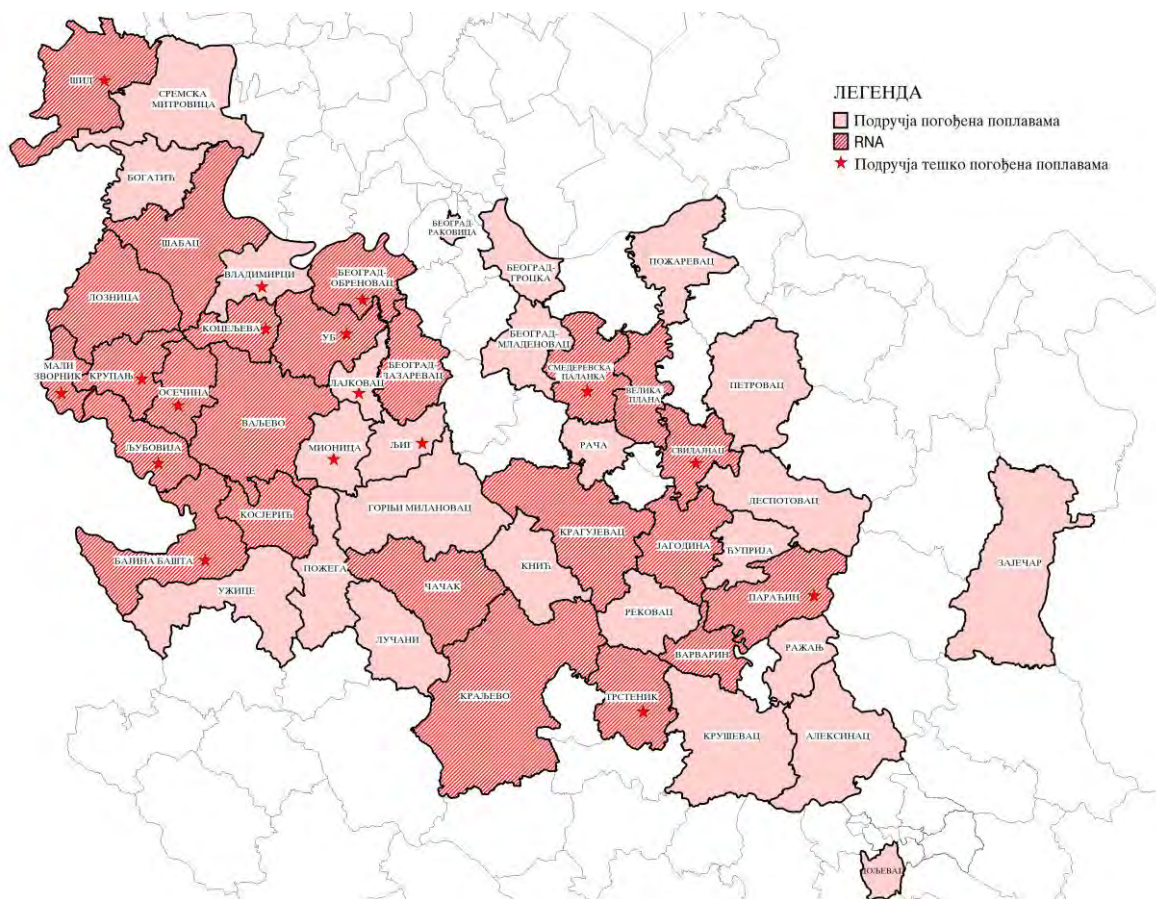 ШИД
СРЕМСКА
МИТРОВИЦА
ЛЕГЕНДА
Подручја погођена поплавама
RNA
Подручја тешко погођена поплавама
БОГАТИЋ
ШАБАЦ
БЕОГРАД-
РАКОВИЦА
БЕОГРАД-
ГРОЦКА
ПОЖАРЕВАЦ
ВЛАДИМИРЦИ
БЕОГРАД-
ОБРЕНОВАЦ
ЛОЗНИЦА
КОЦЕЉЕВА
УБ
БЕОГРАД-
МЛАДЕНОВАЦ
МАЛИ
ЗВОРНИК
КРУПАЊ
ОСЕЧИНА
ЛАЈКОВАЦ
БЕОГРАД-
ЛАЗАРЕВАЦ
СМЕДЕРЕВСКА
ПАЛАНКА
ВЕЛИКА
ПЛАНА
ПЕТРОВАЦ
ВАЉЕВО
ЉУБОВИЈА
МИОНИЦА
ЉИГ
РАЧА
СВИЛАЈНАЦ
КОСЈЕРИЋ
ГОРЊИ МИЛАНОВАЦ
КРАГУЈЕВАЦ
ДЕСПОТОВАЦ
БАЈИНА БАШТА
ПОЖЕГА
КНИЋ
ЈАГОДИНА
ЋУПРИЈА
ЗАЈЕЧАР
УЖИЦЕ
ЧАЧАК
ПАРАЋИН
ЛУЧАНИ
РЕКОВАЦ
РАЖАЊ
ВАРВАРИН
КРАЉЕВО
ТРСТЕНИК
КРУШЕВАЦ
АЛЕКСИНАЦ
ДОЉЕВАЦ